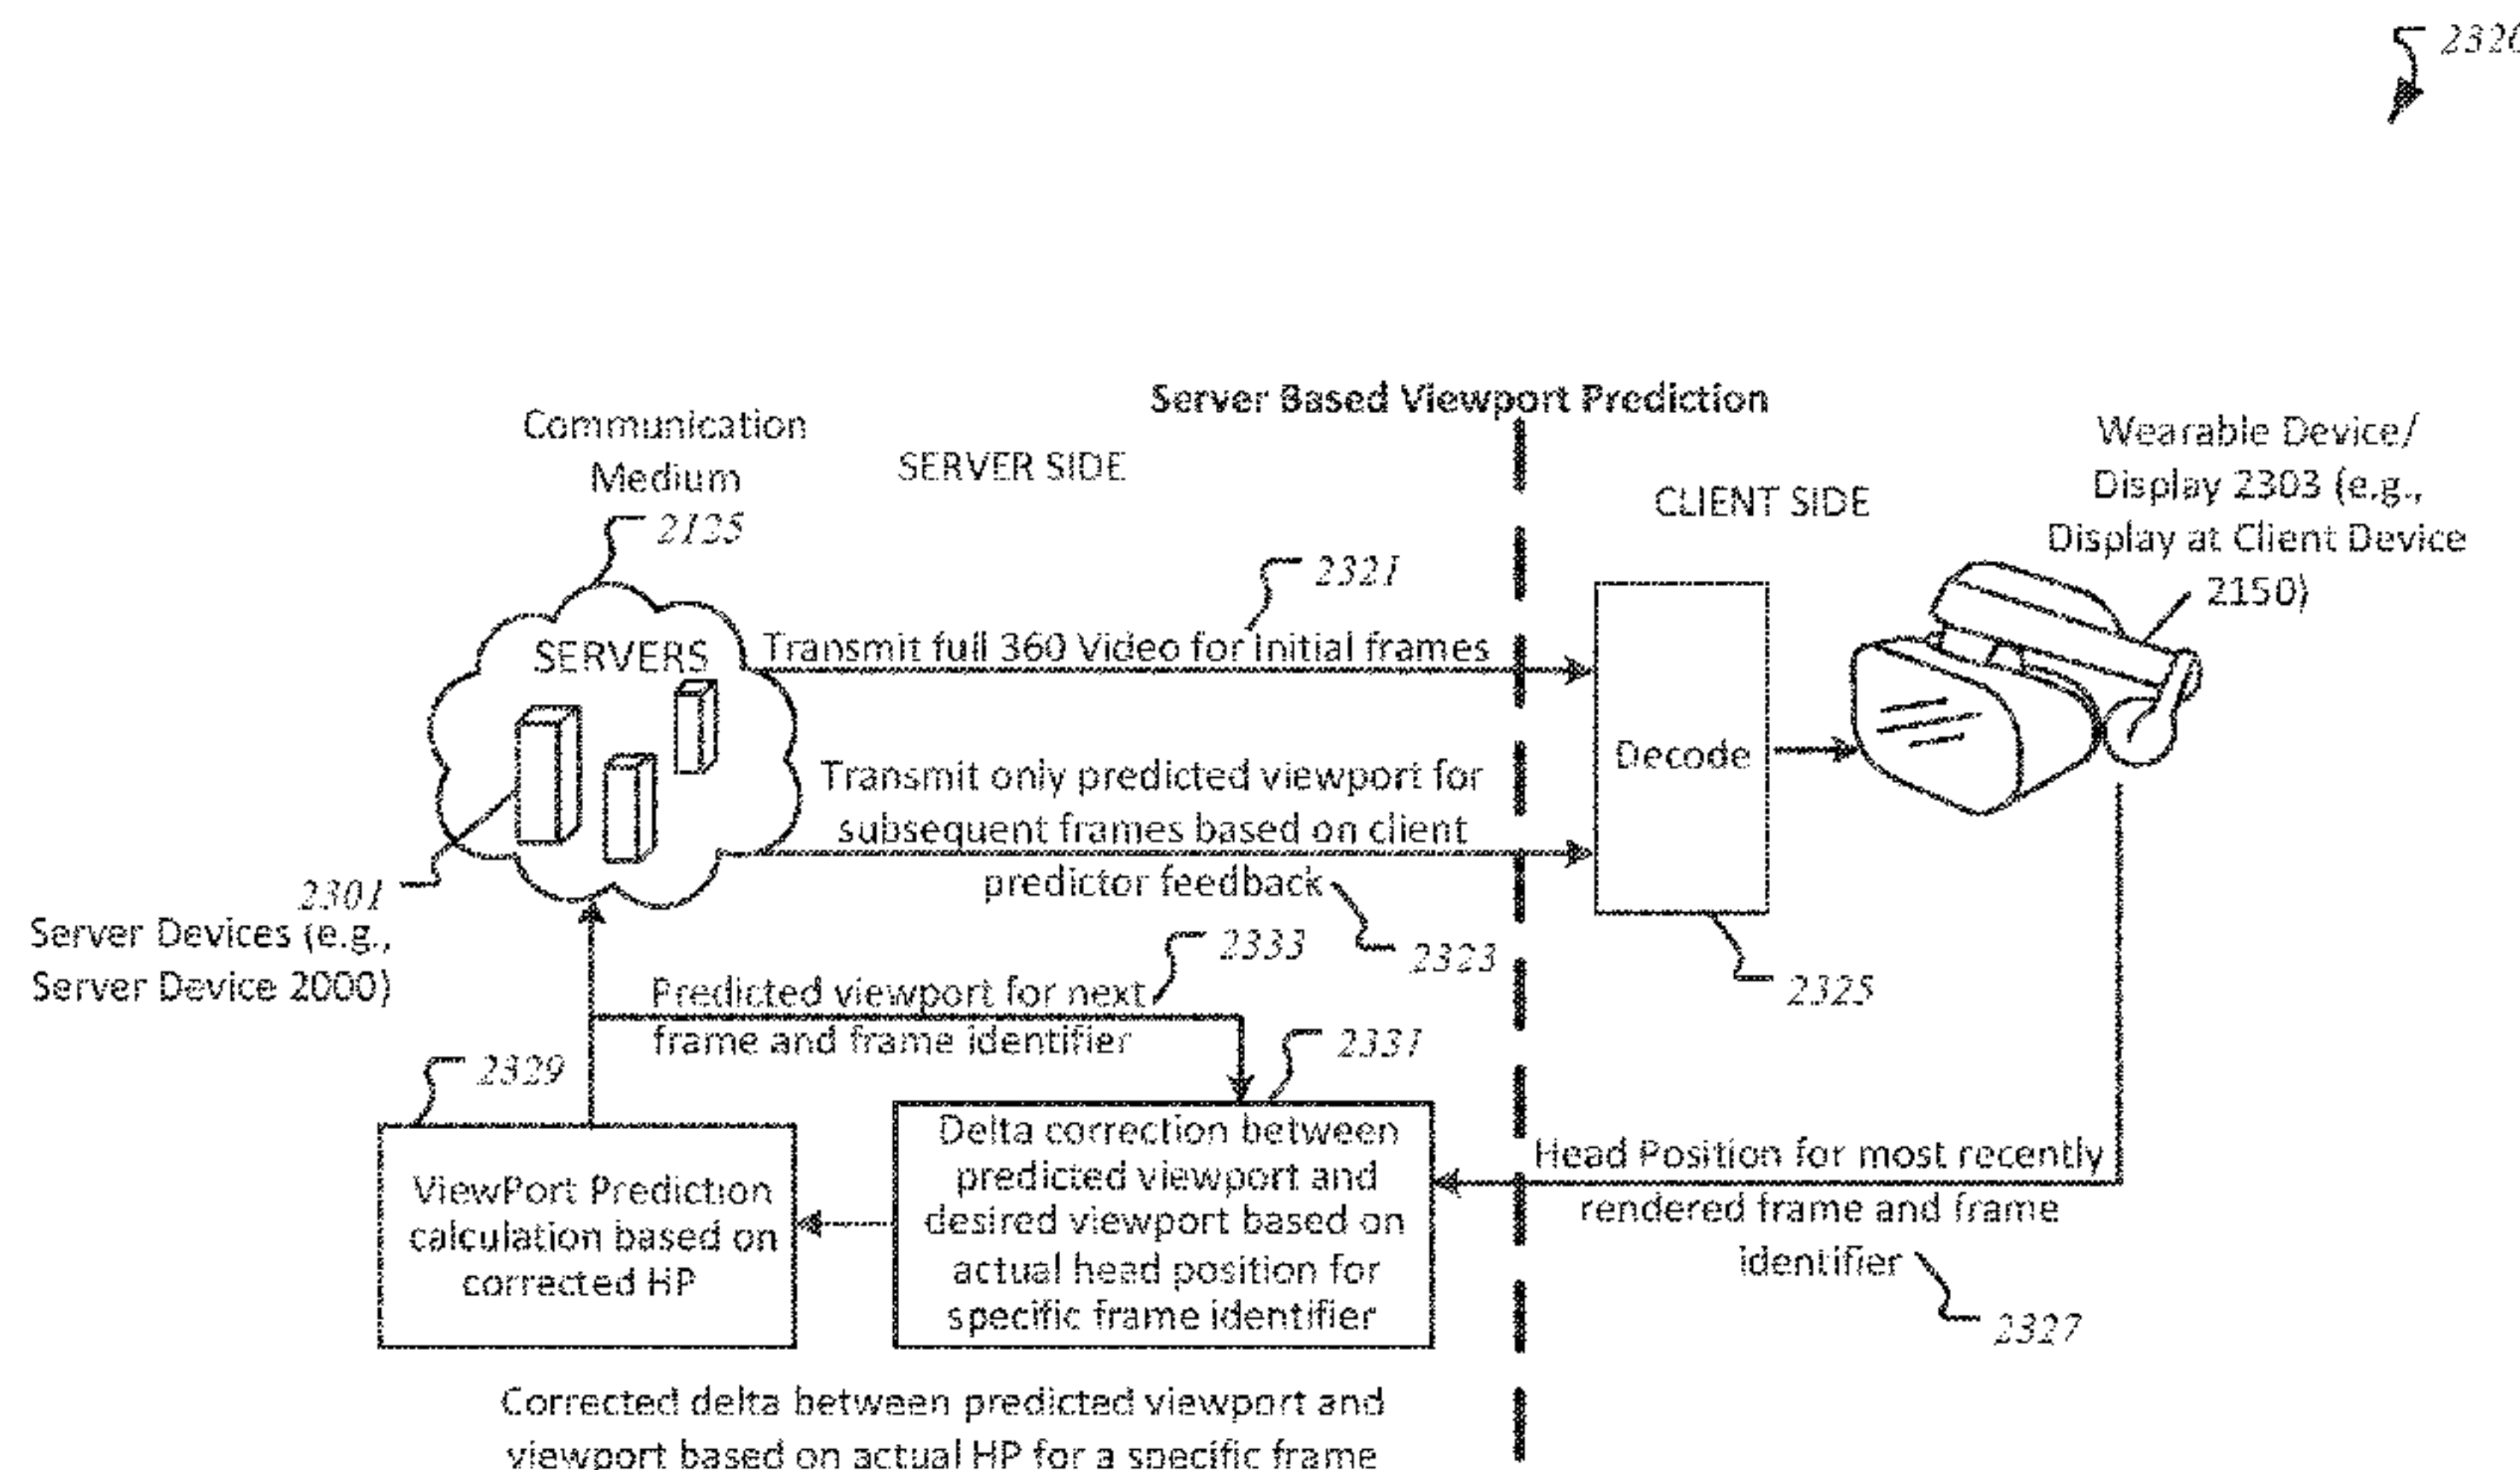 2320
Server Based Viewport Prediction
Communication
Medium
2125
SERVER SIDE
CLIENT SIDE
Wearable Device/
Display 2303 (e.g.,
Display at Client Device
2150)
2321
SERVERS
Transmit full 360 Video for Initial frames
Decode
Transmit only predicted viewport for
subsequent frames based on client
predictor feedback
2323
2325
2301
Server Devices (e.g.,
Server Device 2000)
2333
Predicted viewport for next
frame and frame identifier
2329
2331
ViewPort Prediction
calculation based on
corrected HP
Delta correction between
predicted viewport and
desired viewport based on
actual head position for
specific frame identifier
Head Position for most recently
rendered frame and frame
identifier
2327
Corrected delta between predicted viewport and
viewport based on actual HP for a specific frame